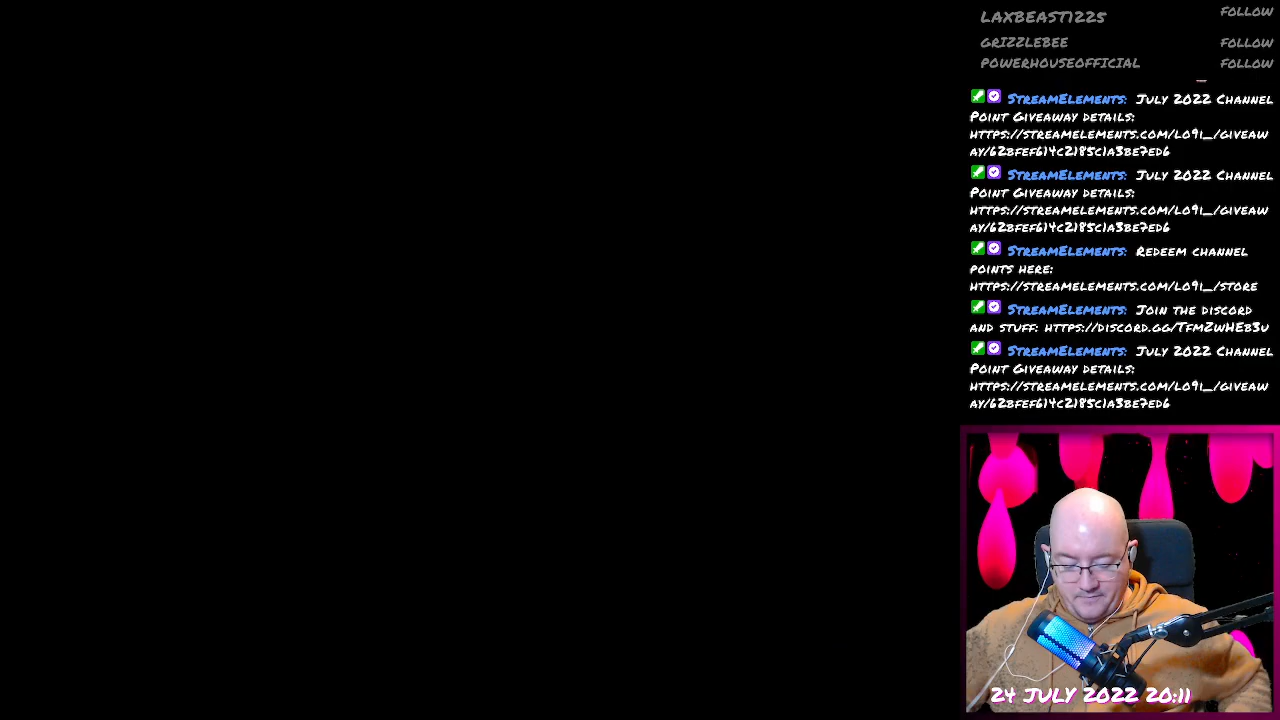 LAXBEAST1225 FOLLOW
GRIZZLEBEE FOLLOW
POWERHOUSEOFFICIAL FOLLOW
StreamElements: July 2022 Channel
Point Giveaway details:
https://streamelements.com/lo9i_/giveaw
ay/62bfef614c2185c1a3be7ed6
StreamElements: July 2022 Channel
Point Giveaway details:
https://streamelements.com/lo9i_/giveaw
ay/62bfef614c2185c1a3be7ed6
StreamElements: Redeem channel
points here:
https://streamelements.com/lo9i_/store
StreamElements: Join the discord
and stuff: https://discord.gg/TfmZwHEb3u
StreamElements: July 2022 Channel
Point Giveaway details:
https://streamelements.com/lo9i_/giveaw
ay/62bfef614c2185c1a3be7ed6
24 JULY 2022 20:11